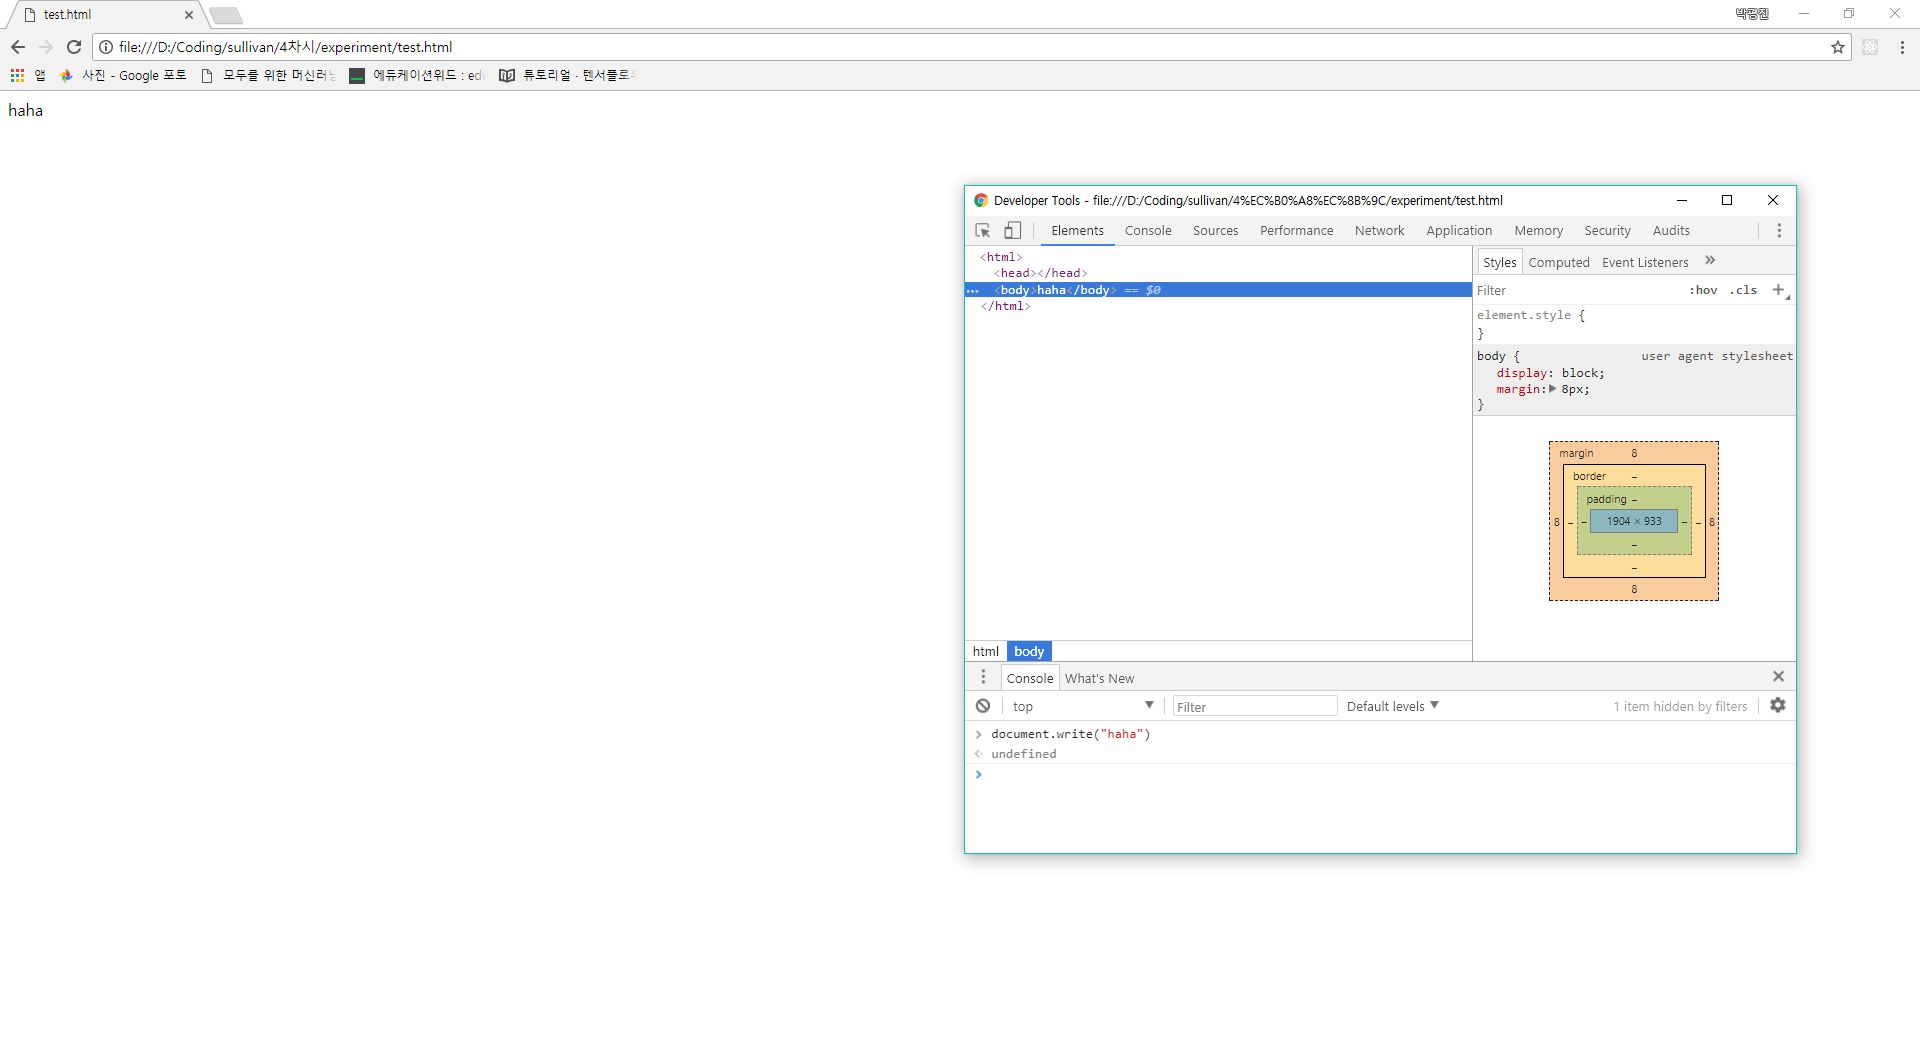 test.html
박종진
file:///D:/Coding/sullivan/4차시/experiment/test.html
앱 사진 - Google 포토 모두를 위한 머신러닝 에듀케이션위드 : edw 튜토리얼 · 텐서플로우
haha
Developer Tools - file:///D:/Coding/sullivan/4%EC%B0%A8%EC%8B%9C/experiment/test.html
Elements Console Sources Performance Network Application Memory Security Audits
<html>
<head></head>
<body>haha</body> == $0
</html>
html body
Styles Computed Event Listeners »
Filter :hov .cls +
element.style {
}
body { user agent stylesheet
display: block;
margin: 8px;
}
margin 8
border –
padding –
8 – – 1904 × 933 – – 8
–
–
8
Console What's New
top Filter Default levels 1 item hidden by filters
> document.write("haha")
undefined
>